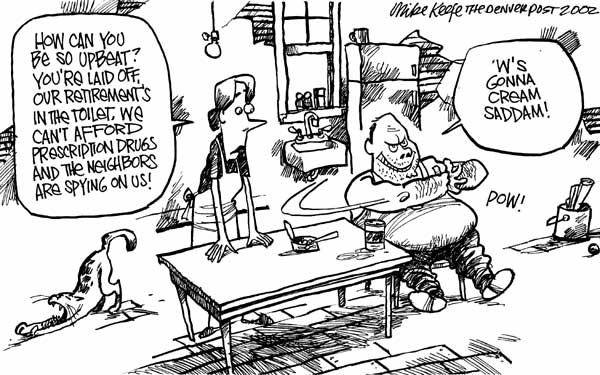 Mike Keefe THE DENVER POST 2002
HOW CAN YOU
BE SO UPBEAT?
YOU'RE LAID OFF,
OUR RETIREMENT'S
IN THE TOILET, WE
CAN'T AFFORD
PRESCRIPTION DRUGS
AND THE NEIGHBORS
ARE SPYING ON US!
'W'S
GONNA
CREAM
SADDAM!
POW!